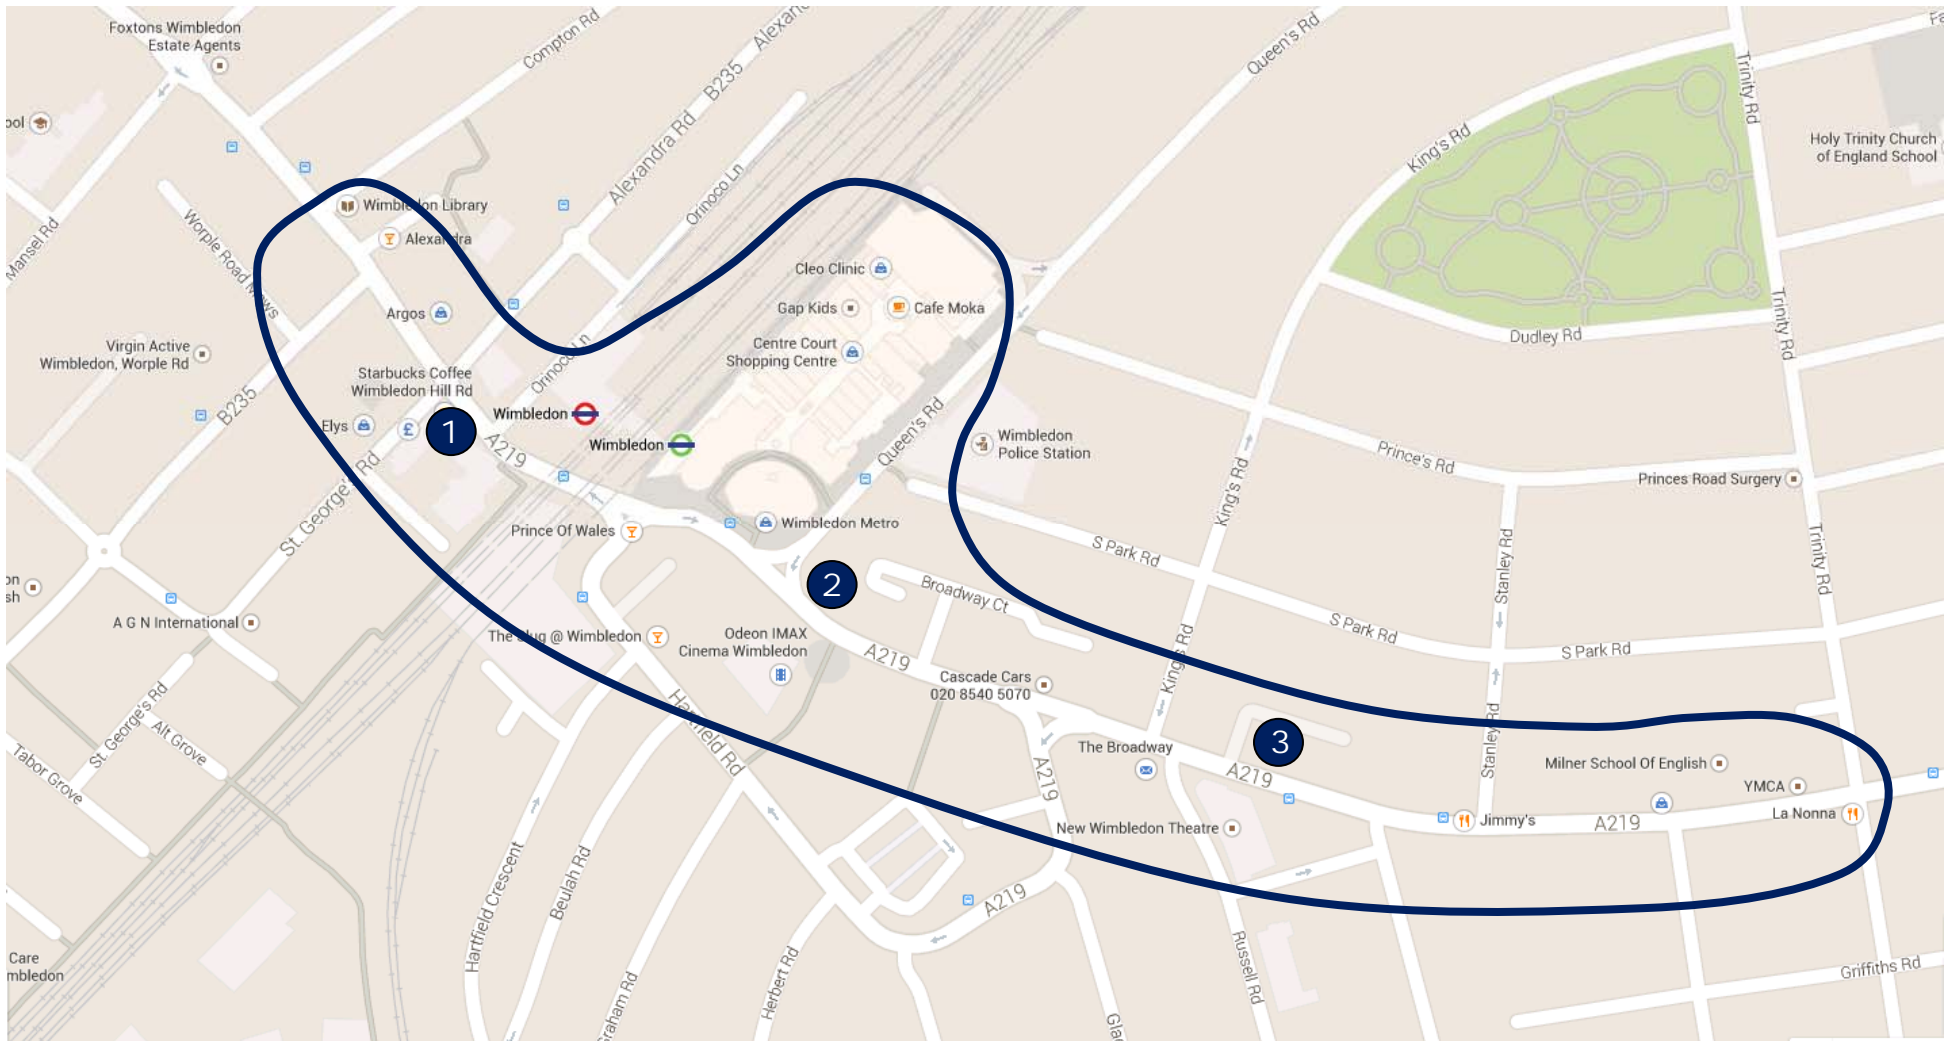 Foxtons Wimbledon
Estate Agents
Compton Rd
B235
Alexandra Rd
Orinoco Ln
Queen's Rd
Trinity Rd
King's Rd
Holy Trinity Church
of England School
Mansel Rd
Worple Road Mews
Wimbledon Library
Alexandra
Cleo Clinic
Gap Kids
Cafe Moka
Argos
Centre Court
Shopping Centre
Virgin Active
Wimbledon, Worple Rd
Starbucks Coffee
Wimbledon Hill Rd
Orinoco Ln
Dudley Rd
Trinity Rd
B235
Elys
£
1
A219
Wimbledon
Wimbledon
Queen's Rd
Wimbledon
Police Station
Prince's Rd
Princes Road Surgery
King's Rd
St. George's Rd
Prince Of Wales
Wimbledon Metro
S Park Rd
Stanley Rd
Trinity Rd
2
Broadway Ct
A G N International
The Slug @ Wimbledon
Odeon IMAX
Cinema Wimbledon
A219
S Park Rd
S Park Rd
King's Rd
Cascade Cars
020 8540 5070
St. George's Rd
Alt Grove
Tabor Grove
Hartfield Rd
The Broadway
3
A219
A219
Stanley Rd
Milner School Of English
YMCA
La Nonna
Jimmy's
A219
New Wimbledon Theatre
Hartfield Crescent
Beulah Rd
A219
Herbert Rd
Russell Rd
Griffiths Rd
Care
Graham Rd